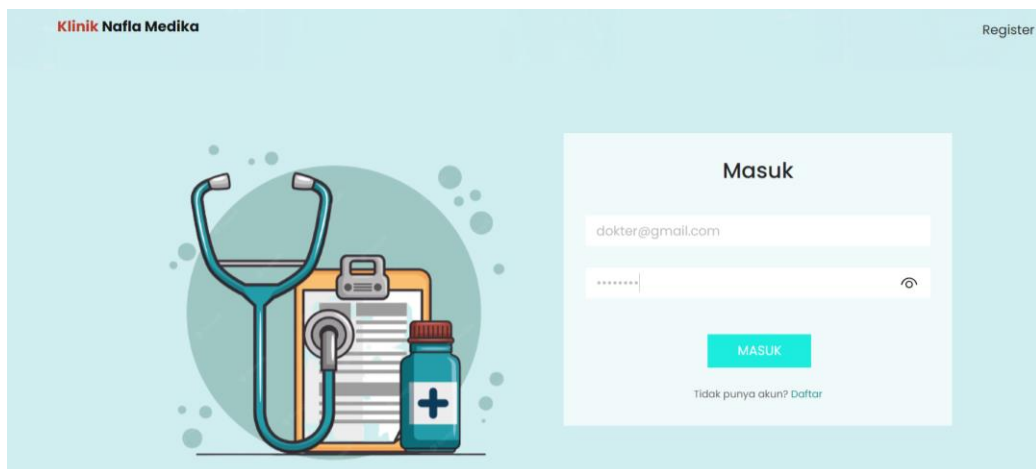 Klinik Nafla Medika
Register
Masuk
dokter@gmail.com
••••••••
MASUK
Tidak punya akun? Daftar